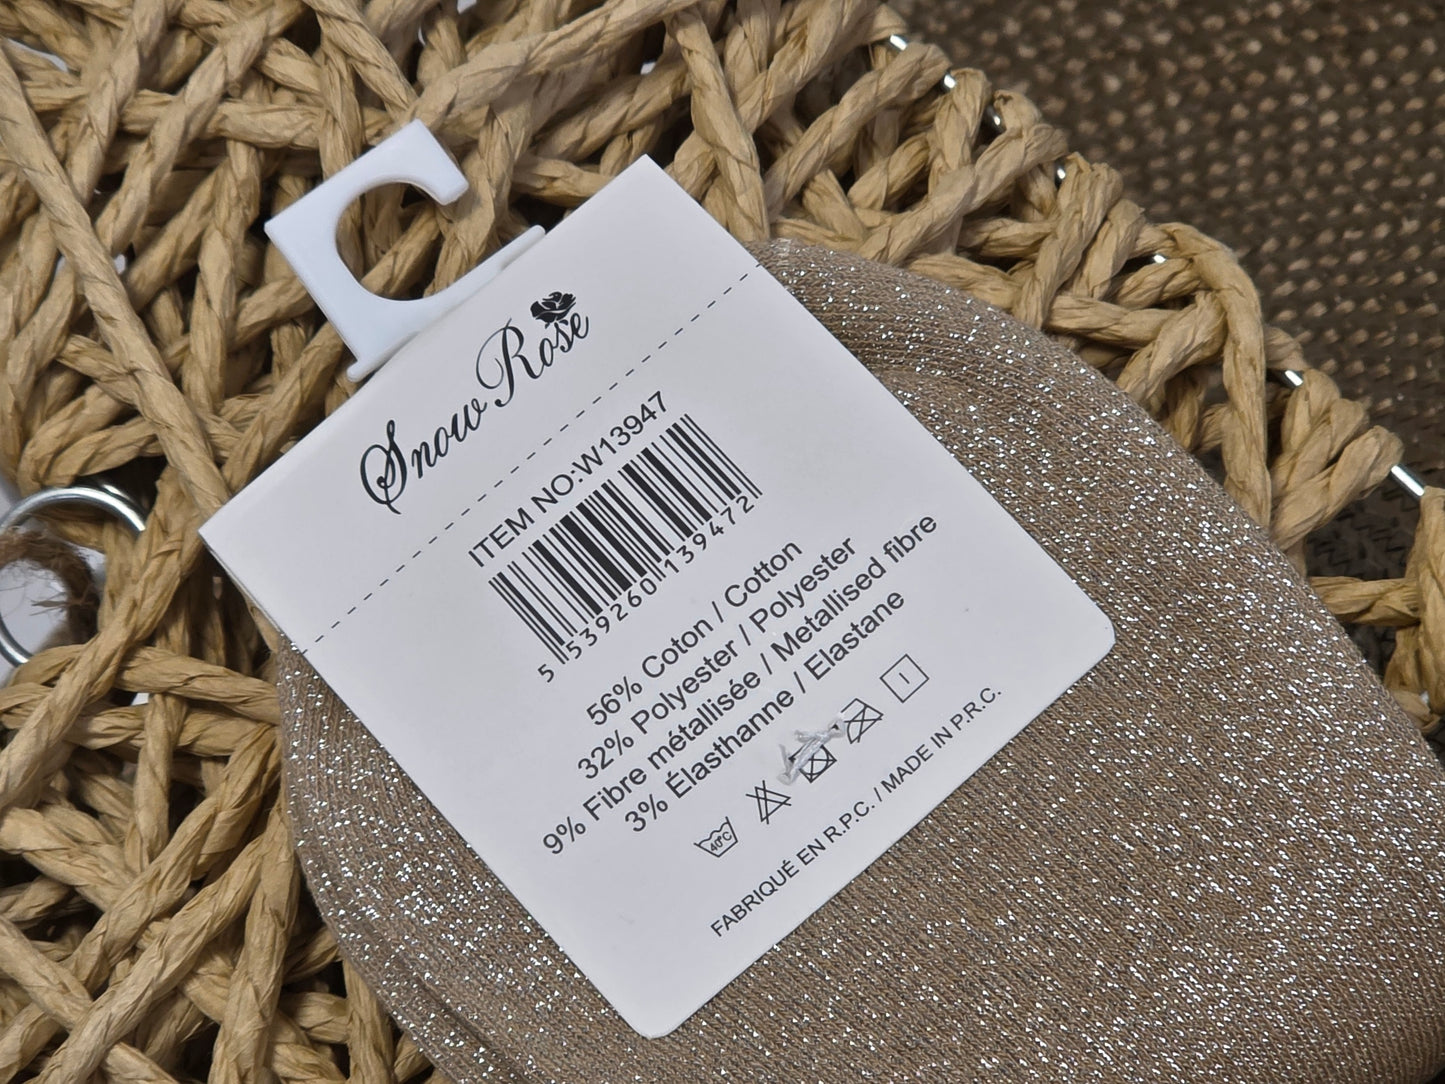 Snow Rose
ITEM NO:W13947
5 539260 139472
56% Coton / Cotton
32% Polyester / Polyester
9% Fibre métallisée / Metallised fibre
3% Élasthanne / Elastane
40°C
FABRIQUÉ EN R.P.C. / MADE IN P.R.C.